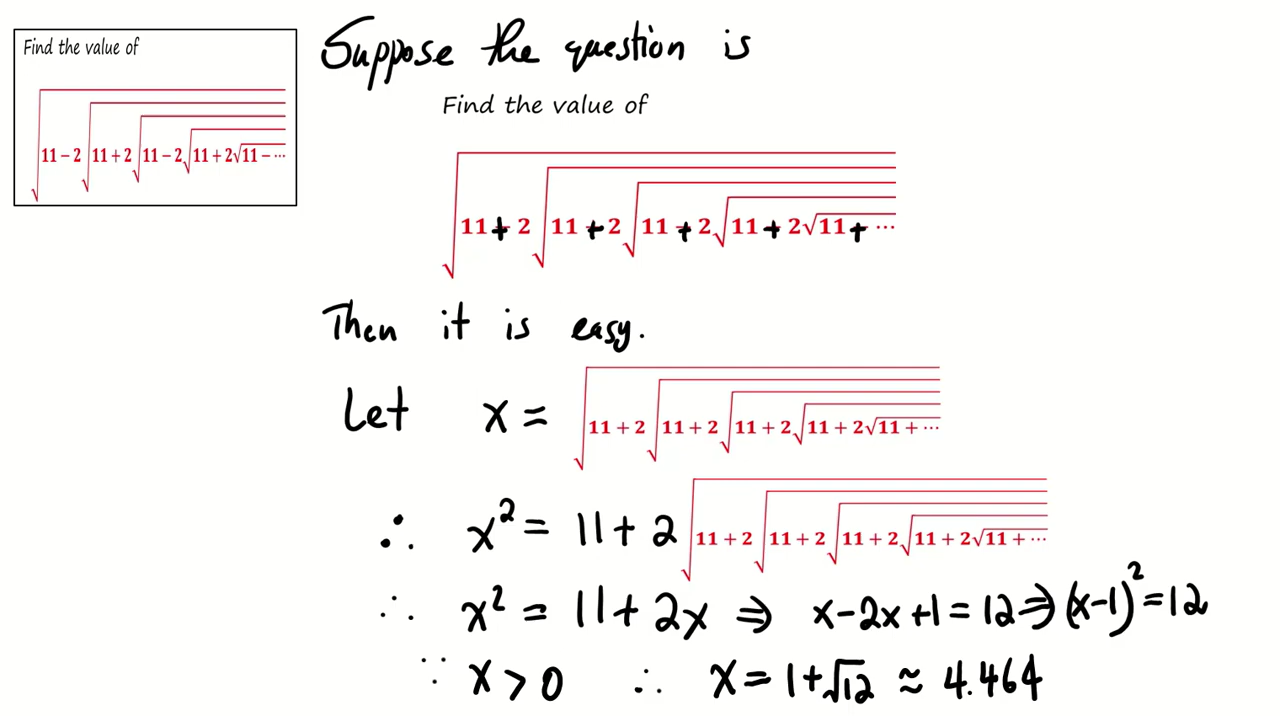 Find the value of
√(11 − 2√(11 + 2√(11 − 2√(11 + 2√(11 − ⋯
Suppose the question is
Find the value of
√(11 + 2√(11 + 2√(11 + 2√(11 + 2√(11 + ⋯
Then it is easy.
Let x = √(11 + 2√(11 + 2√(11 + 2√(11 + 2√(11 + ⋯
∴ x² = 11 + 2√(11 + 2√(11 + 2√(11 + 2√(11 + 2√(11 + ⋯
∴ x² = 11 + 2x ⇒ x − 2x + 1 = 12 ⇒ (x − 1)² = 12
∵ x > 0 ∴ x = 1 + √12 ≈ 4.464